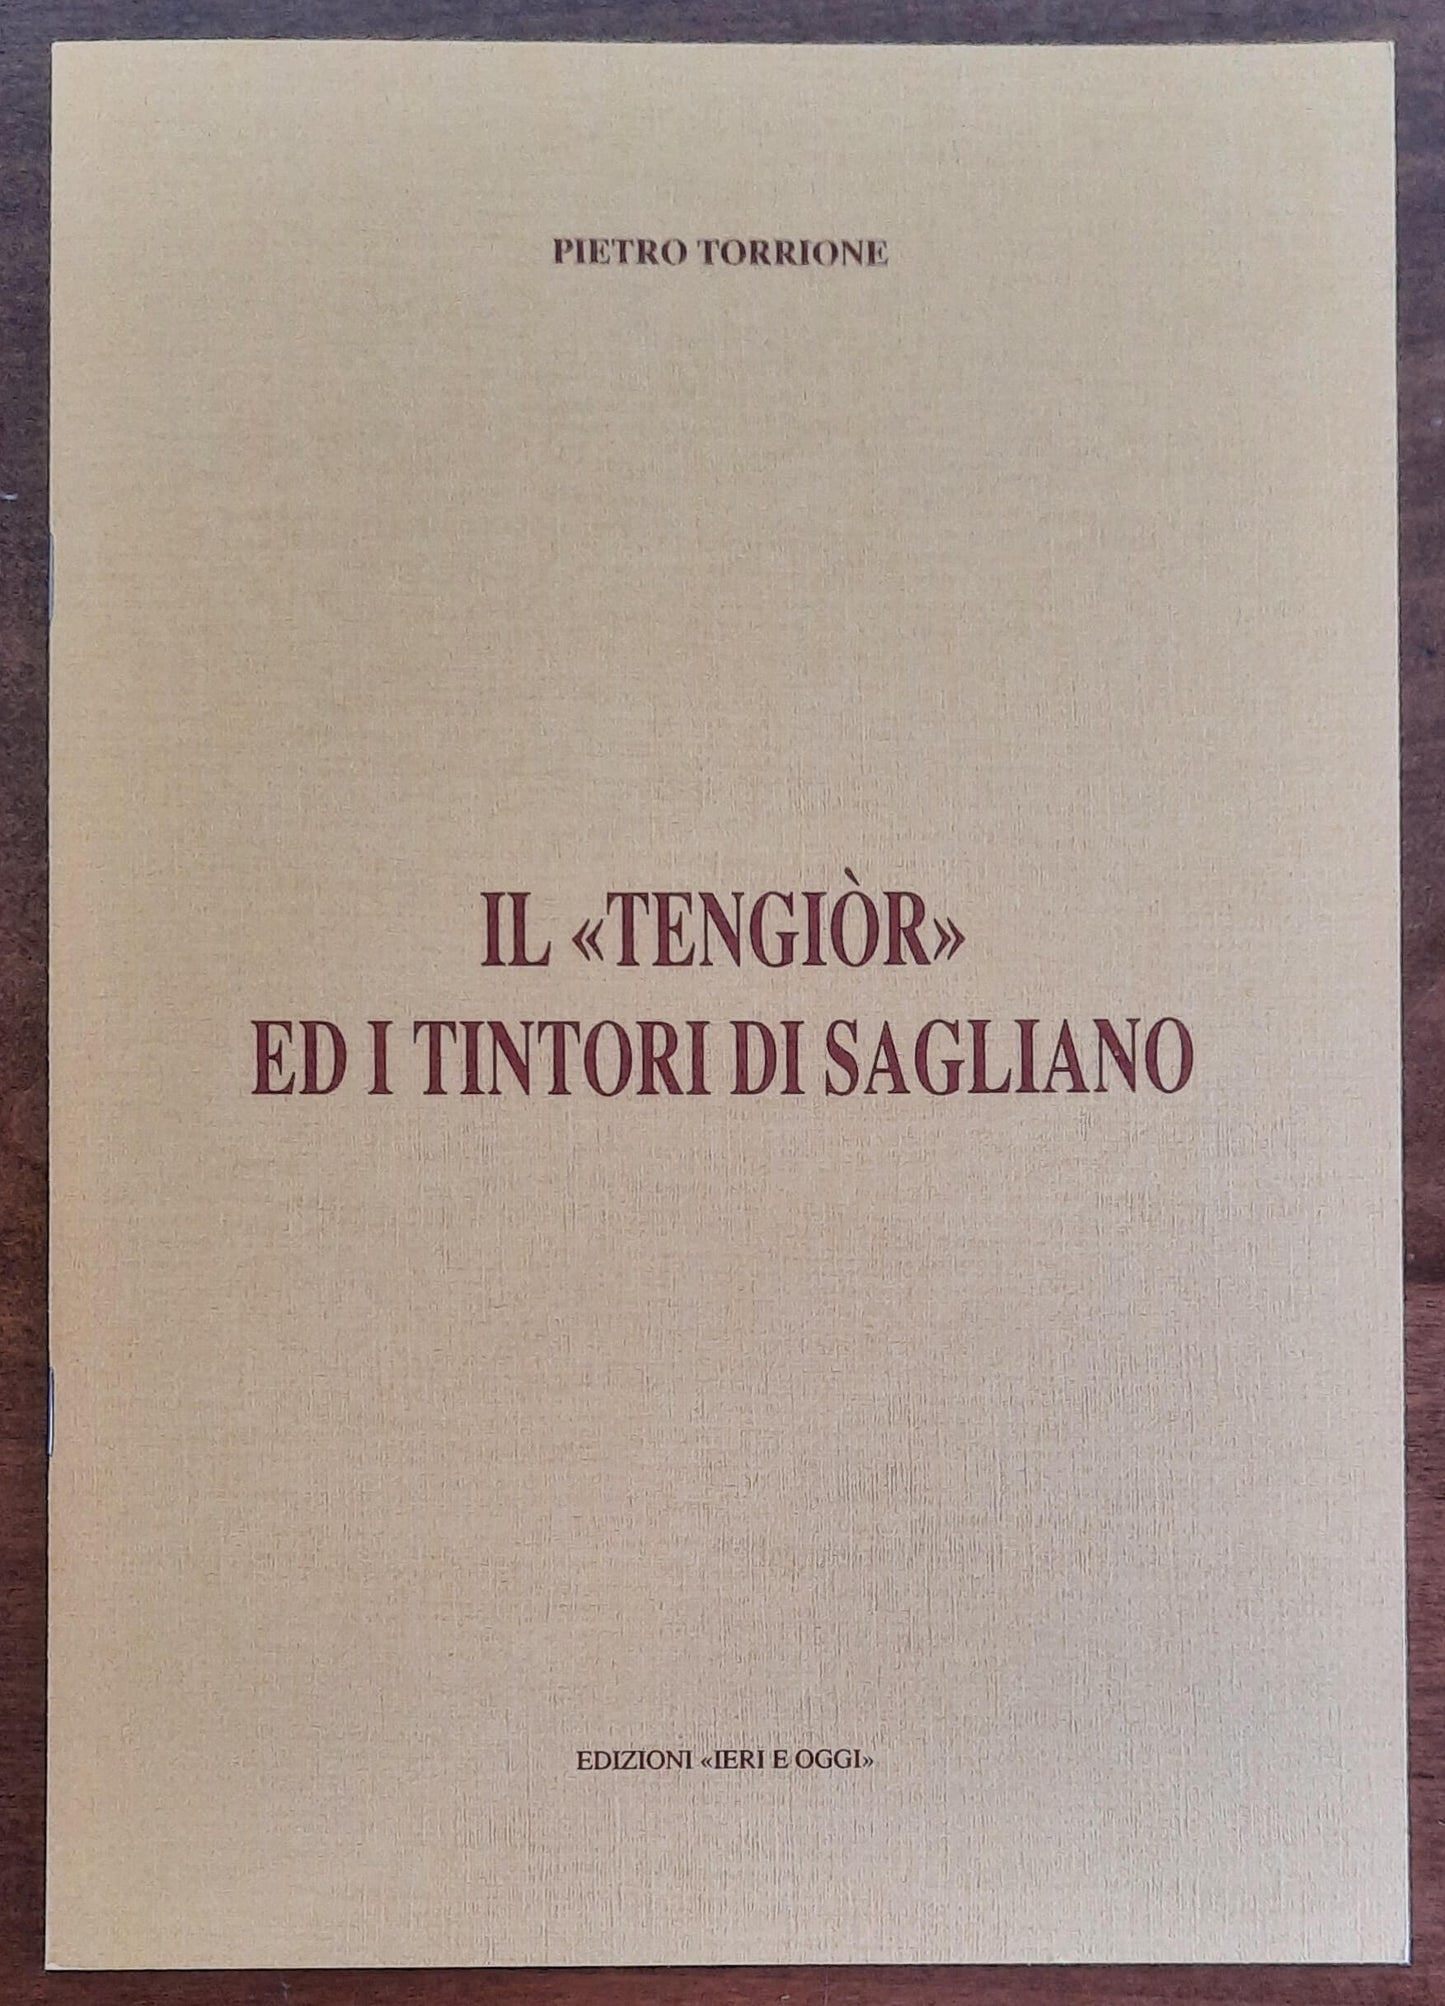 PIETRO TORRIONE
IL «TENGIÒR»
ED I TINTORI DI SAGLIANO
EDIZIONI «IERI E OGGI»